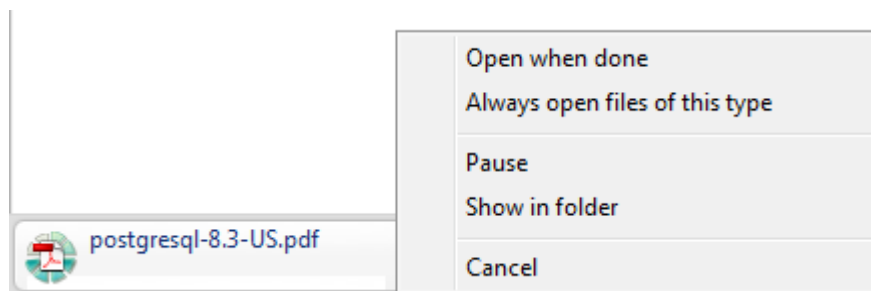 Open when done
Always open files of this type
Pause
Show in folder
postgresql-8.3-US.pdf
Cancel